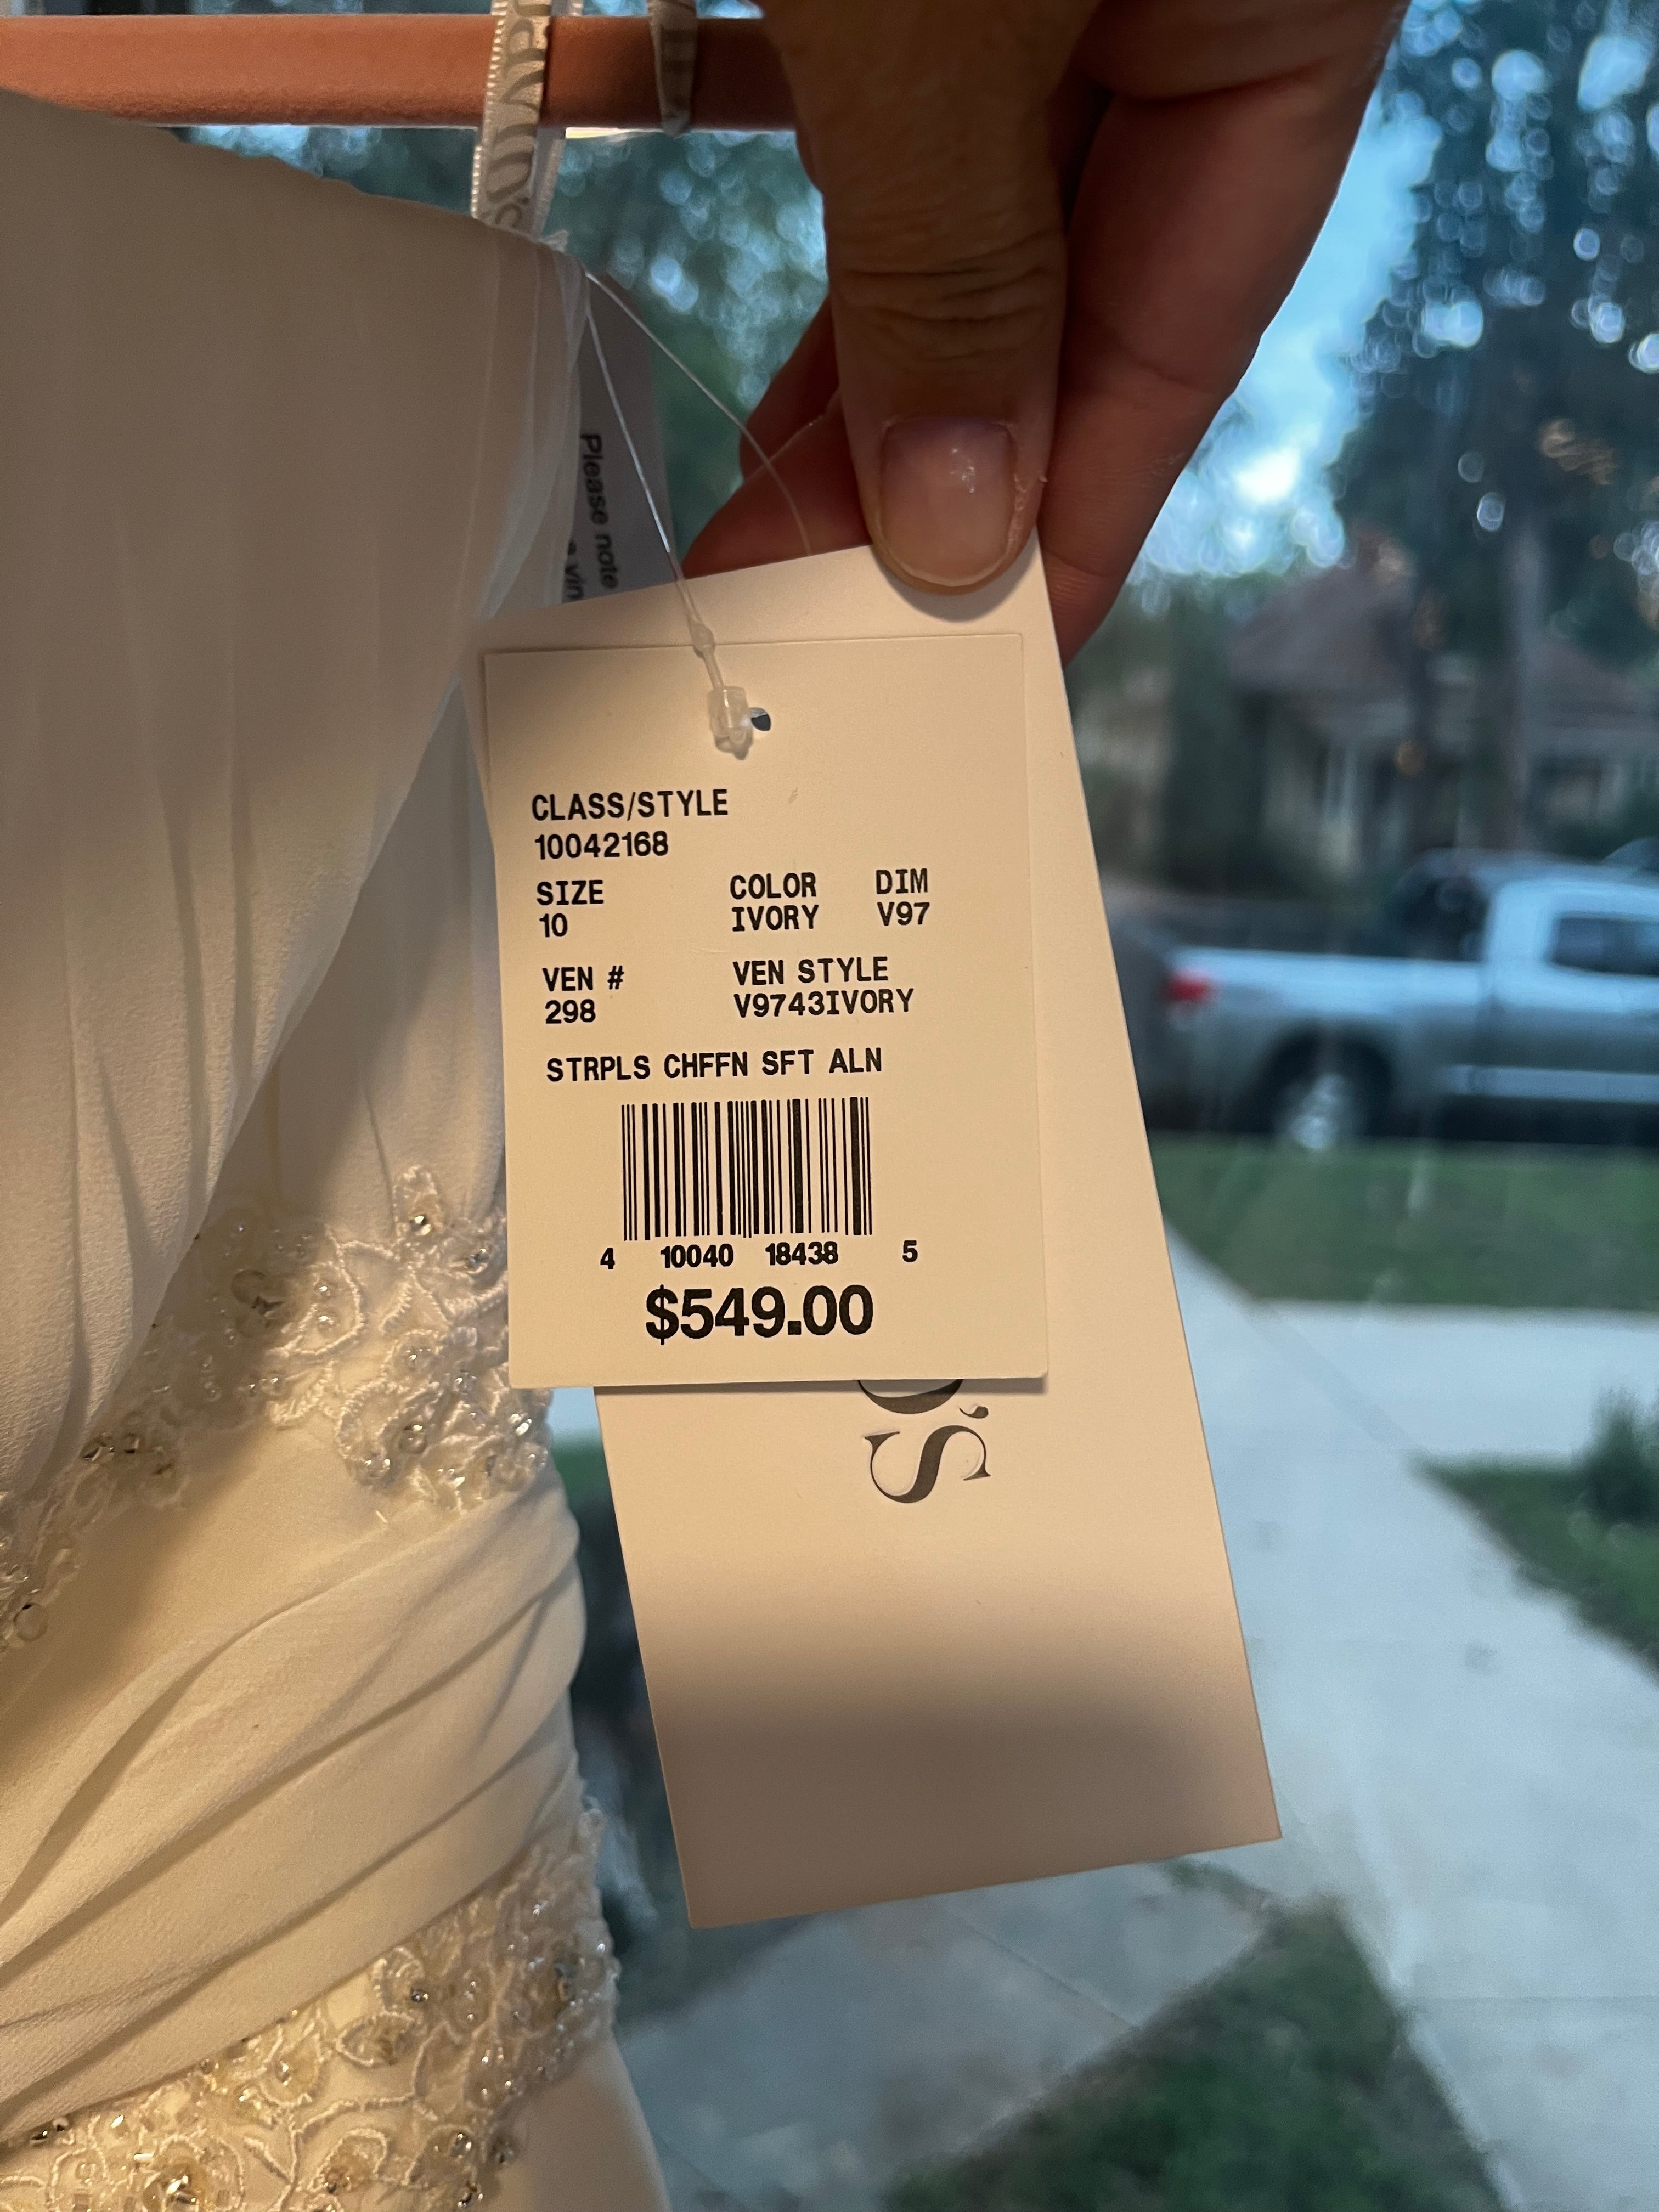 avid's
Please note
CLASS/STYLE
10042168
SIZE COLOR DIM
10 IVORY V97
VEN # VEN STYLE
298 V9743IVORY
STRPLS CHFFN SFT ALN
4 10040 18438 5
$549.00
's